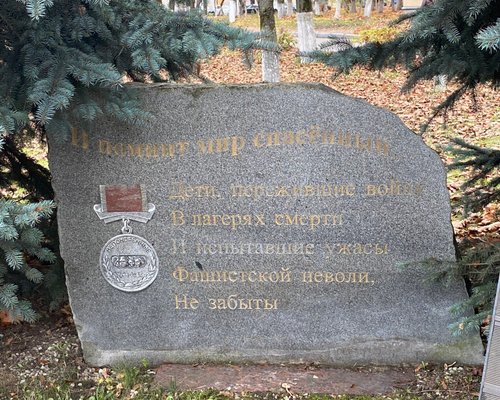 И помнит мир спасённый
Дети, пережившие войну
В лагерях смерти
И испытавшие ужасы
Фашистской неволи,
Не забыты